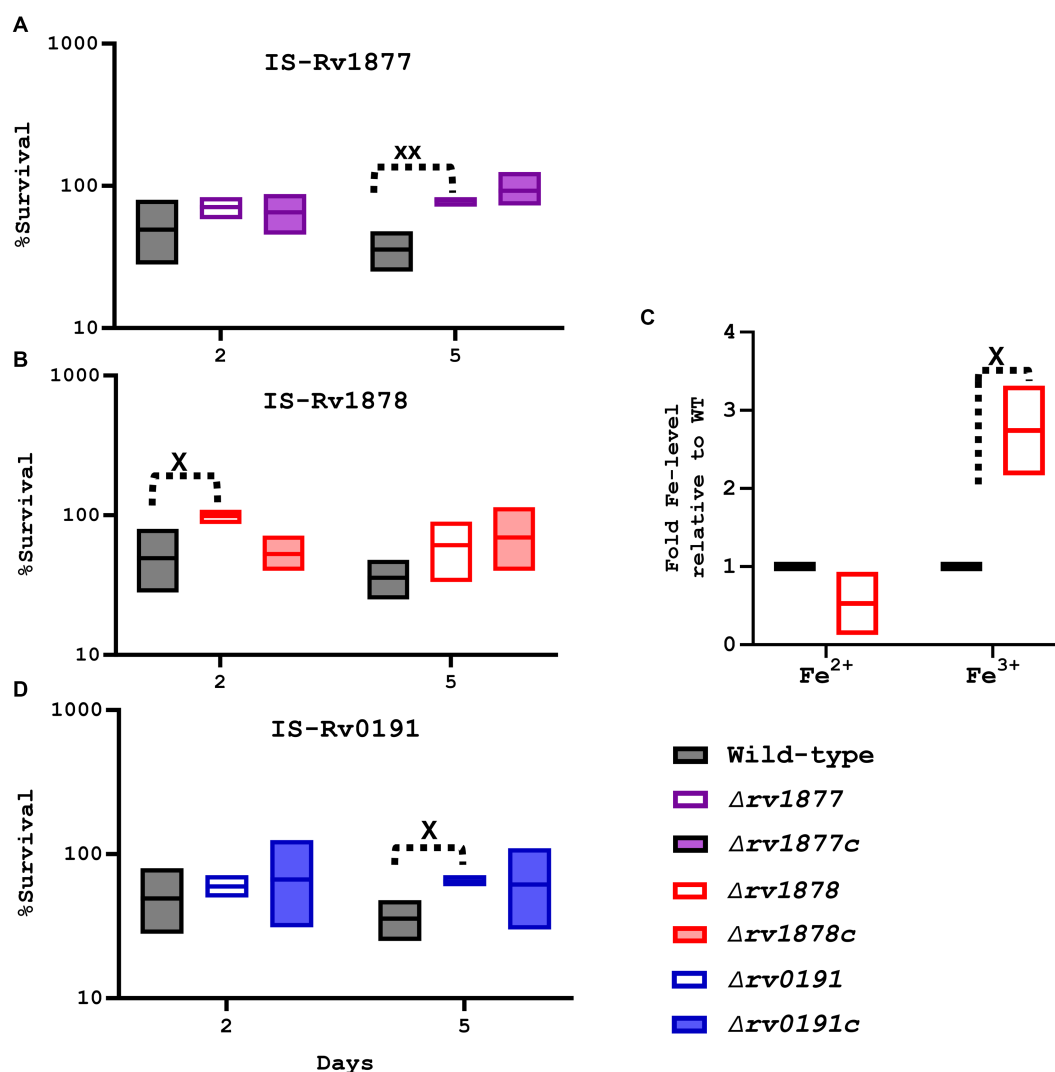 A
1000
IS-Rv1877
xx
%Survival
100
10
2
5
B
1000
IS-Rv1878
X
%Survival
100
10
2
5
C
4
X
3
Fold Fe-level
relative to WT
2
1
0
Fe²⁺
Fe³⁺
D
1000
IS-Rv0191
X
%Survival
100
10
2
5
Days
Wild-type
Δrv1877
Δrv1877c
Δrv1878
Δrv1878c
Δrv0191
Δrv0191c